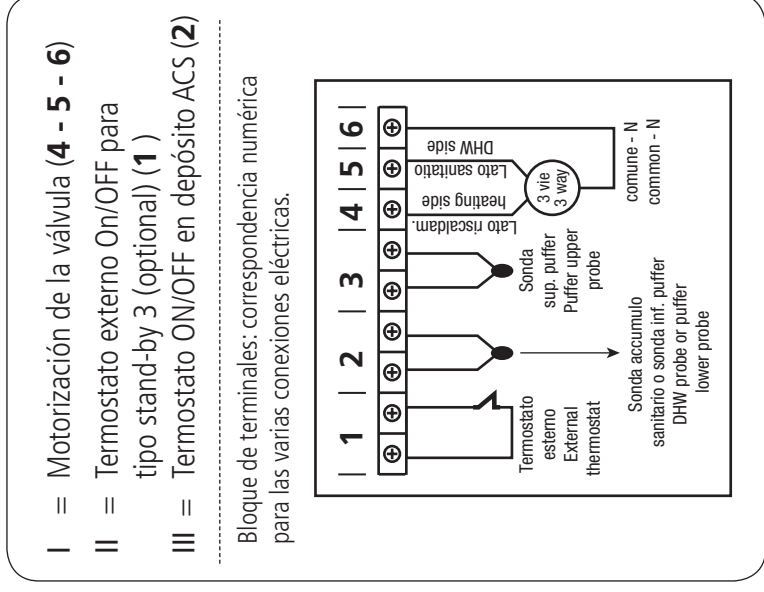 I = Motorización de la válvula (4 - 5 - 6)
II = Termostato externo On/OFF para
tipo stand-by 3 (optional) (1 )
III = Termostato ON/OFF en depósito ACS (2)
Bloque de terminales: correspondencia numérica
para las varias conexiones eléctricas.
1 2 3 4 5 6
Termostato
esterno
External
thermostat
Sonda accumulo
sanitario o sonda inf. puffer
DHW probe or puffer
lower probe
Sonda
sup. puffer
Puffer upper
probe
Lato riscaldam.
heating side
Lato sanitatio
DHW side
3 vie
3 way
comune - N
common - N